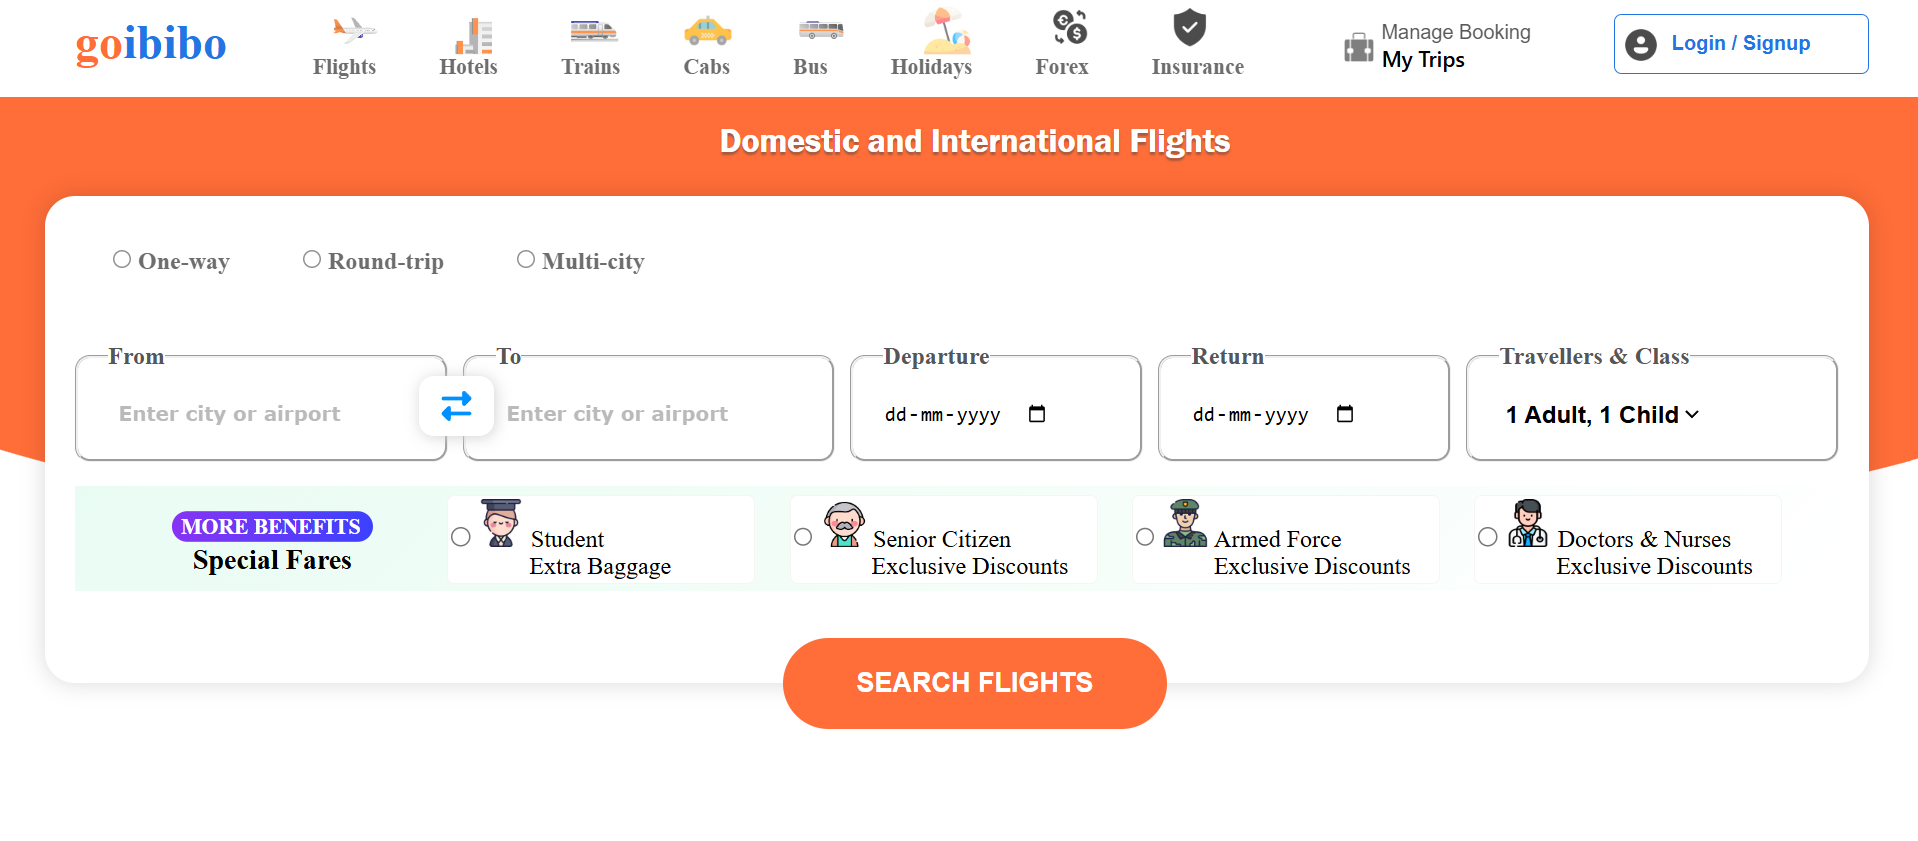 goibibo
Flights Hotels Trains Cabs Bus Holidays Forex Insurance
Manage Booking
My Trips
Login / Signup
Domestic and International Flights
One-way Round-trip Multi-city
From To Departure Return Travellers & Class
Enter city or airport Enter city or airport dd-mm-yyyy dd-mm-yyyy 1 Adult, 1 Child
MORE BENEFITS
Special Fares
Student
Extra Baggage
Senior Citizen
Exclusive Discounts
Armed Force
Exclusive Discounts
Doctors & Nurses
Exclusive Discounts
SEARCH FLIGHTS